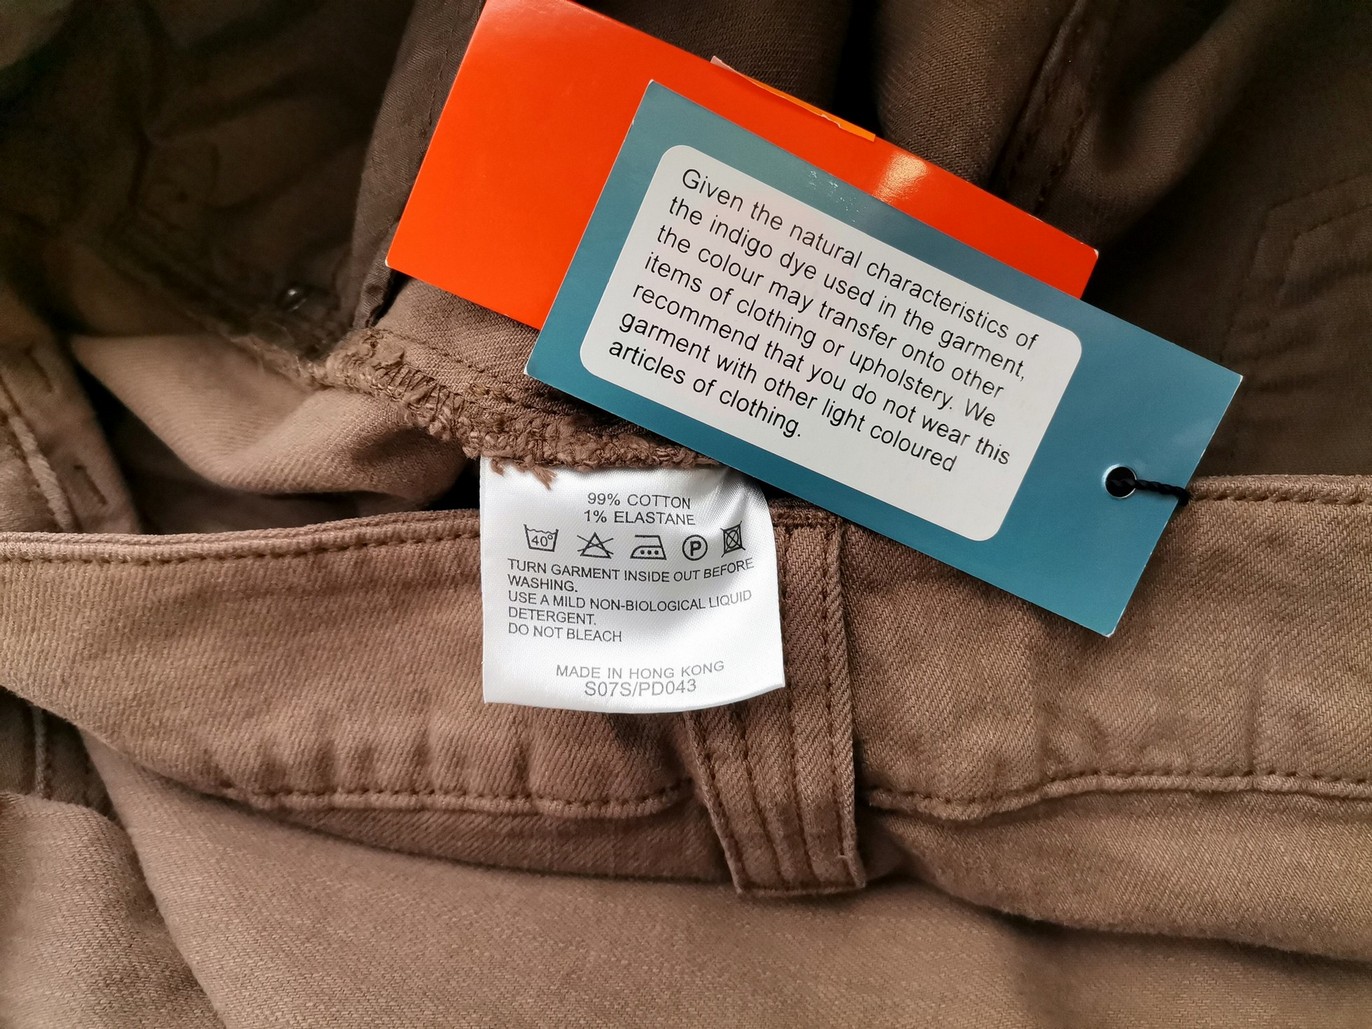 Given the natural characteristics of
the indigo dye used in the garment,
the colour may transfer onto other
items of clothing or upholstery. We
recommend that you do not wear this
garment with other light coloured
articles of clothing.
99% COTTON
1% ELASTANE
40°
P
TURN GARMENT INSIDE OUT BEFORE
WASHING.
USE A MILD NON-BIOLOGICAL LIQUID
DETERGENT.
DO NOT BLEACH
MADE IN HONG KONG
S07S/PD043